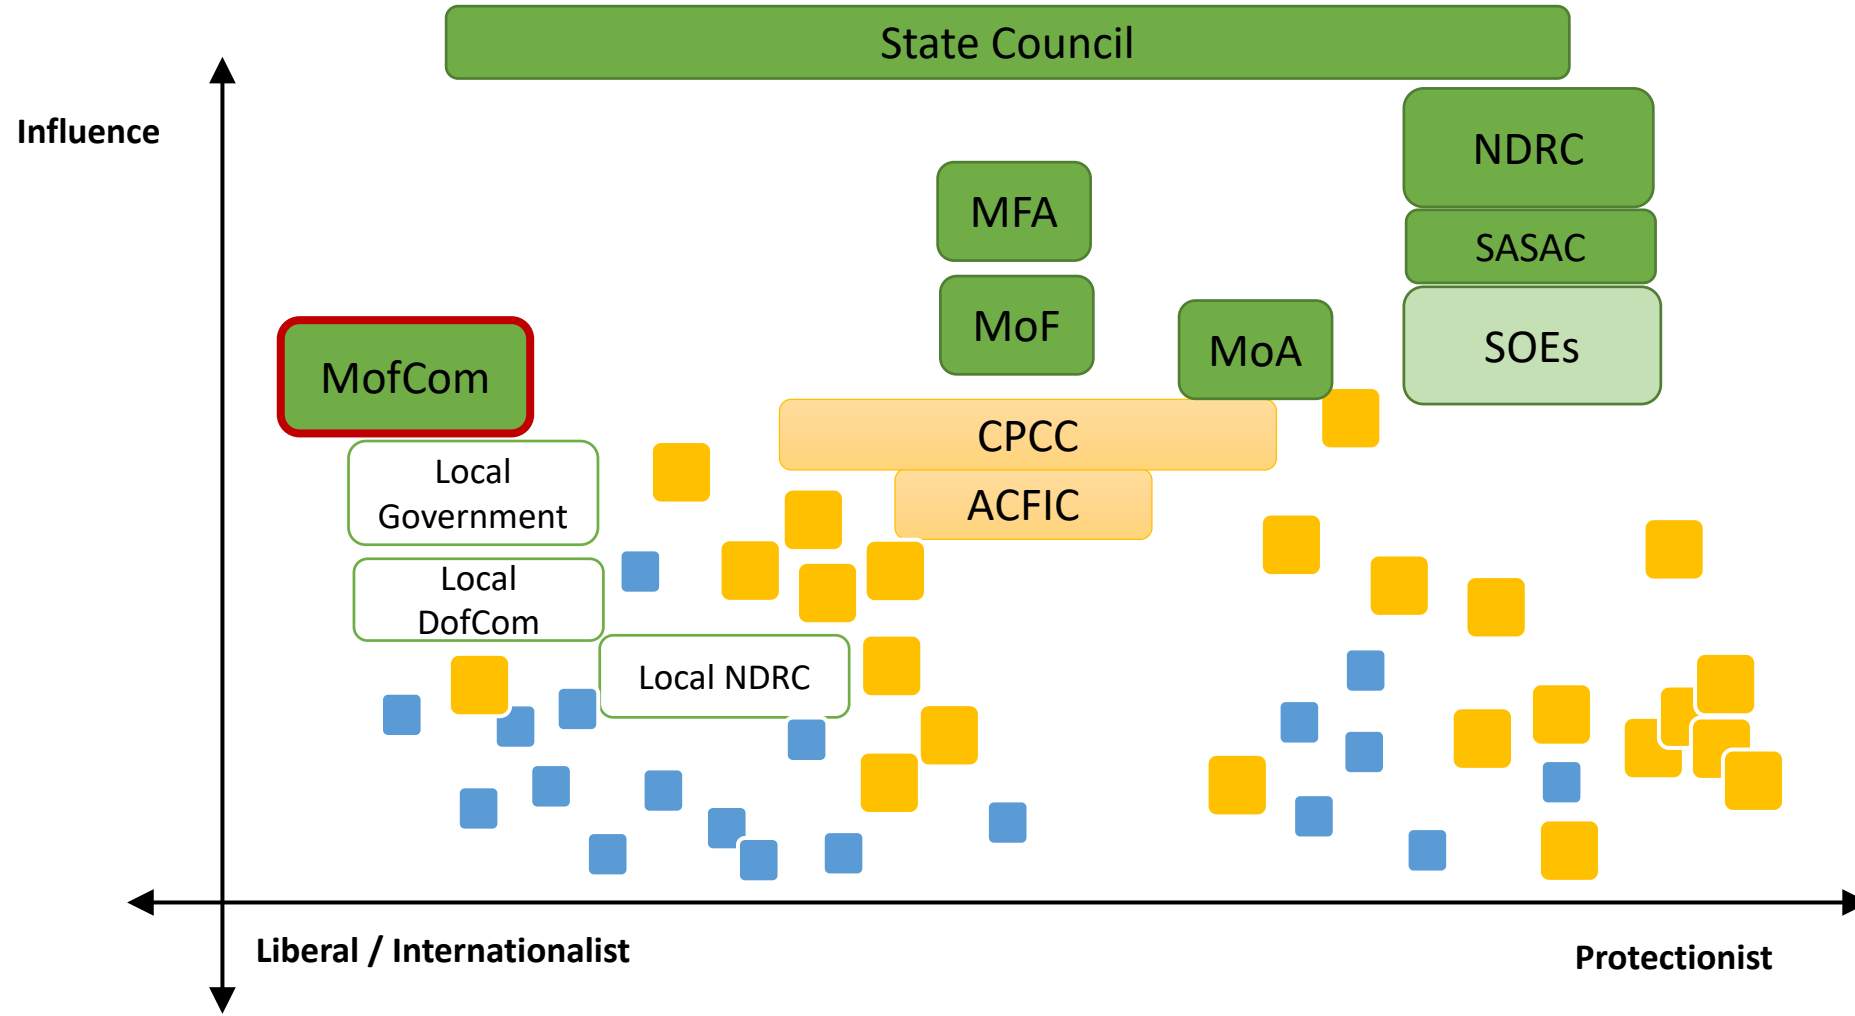 State Council
Influence
NDRC
MFA
SASAC
MoF
MoA
SOEs
MofCom
CPCC
Local
Government
ACFIC
Local
DofCom
Local NDRC
Liberal / Internationalist
Protectionist